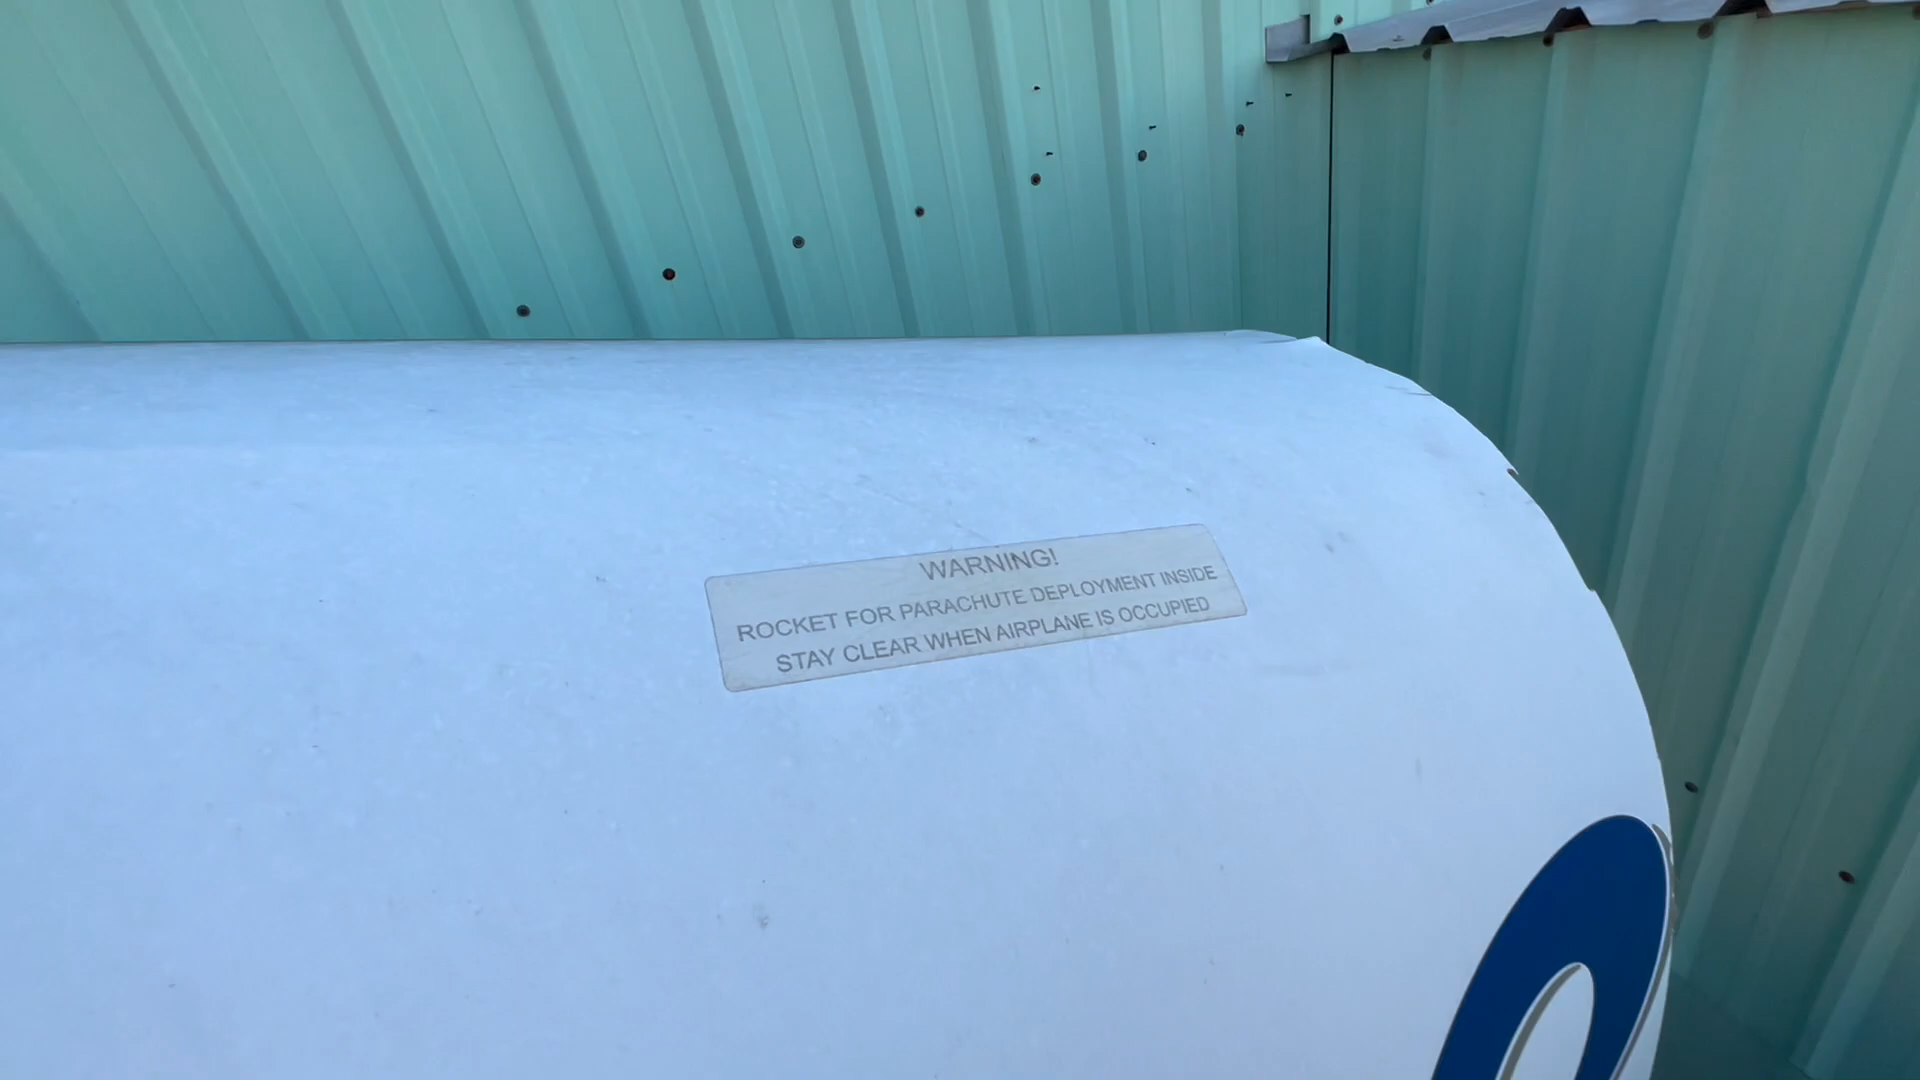 WARNING!
ROCKET FOR PARACHUTE DEPLOYMENT INSIDE
STAY CLEAR WHEN AIRPLANE IS OCCUPIED